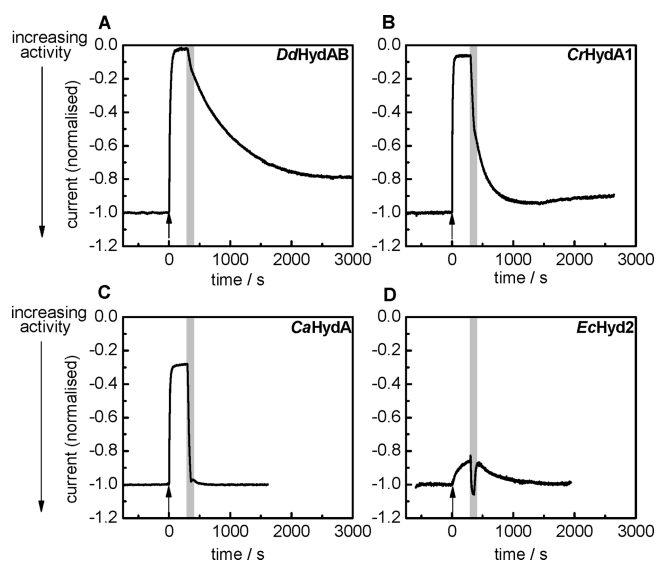 A
B
increasing
activity
DdHydAB
CrHydA1
current (normalised)
0.0
-0.2
-0.4
-0.6
-0.8
-1.0
-1.2
0.0
-0.2
-0.4
-0.6
-0.8
-1.0
-1.2
0 1000 2000 3000
0 1000 2000 3000
time / s
time / s
C
D
increasing
activity
CaHydA
EcHyd2
current (normalised)
0.0
-0.2
-0.4
-0.6
-0.8
-1.0
-1.2
0.0
-0.2
-0.4
-0.6
-0.8
-1.0
-1.2
0 1000 2000 3000
0 1000 2000 3000
time / s
time / s